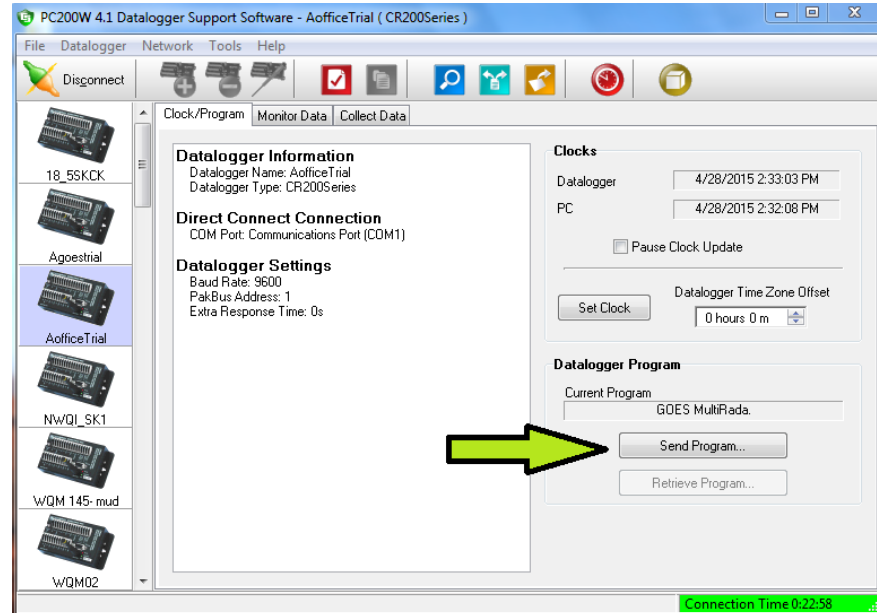 PC200W 4.1 Datalogger Support Software - AofficeTrial ( CR200Series )
File Datalogger Network Tools Help
Disconnect
Clock/Program Monitor Data Collect Data
18_5SKCK
Agoestrial
AofficeTrial
NWQI_SK1
WQM 145- mud
WQM02
Datalogger Information
Datalogger Name: AofficeTrial
Datalogger Type: CR200Series
Direct Connect Connection
COM Port: Communications Port (COM1)
Datalogger Settings
Baud Rate: 9600
PakBus Address: 1
Extra Response Time: 0s
Clocks
Datalogger 4/28/2015 2:33:03 PM
PC 4/28/2015 2:32:08 PM
Pause Clock Update
Set Clock
Datalogger Time Zone Offset
0 hours 0 m
Datalogger Program
Current Program
GOES MultiRada.
Send Program...
Retrieve Program...
Connection Time 0:22:58